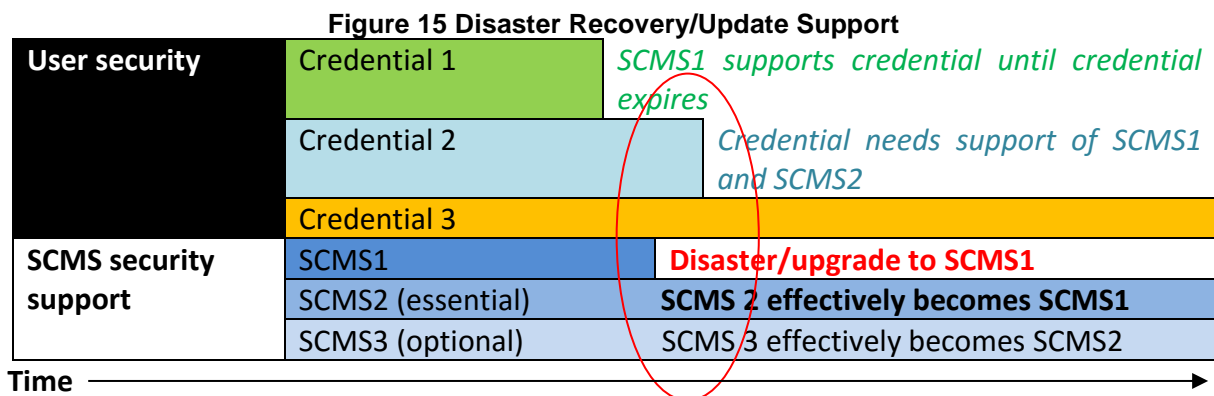 Figure 15 Disaster Recovery/Update Support
User security
Credential 1
SCMS1 supports credential until credential
expires
Credential 2
Credential needs support of SCMS1
and SCMS2
Credential 3
SCMS security
support
SCMS1
Disaster/upgrade to SCMS1
SCMS2 (essential)
SCMS 2 effectively becomes SCMS1
SCMS3 (optional)
SCMS 3 effectively becomes SCMS2
Time